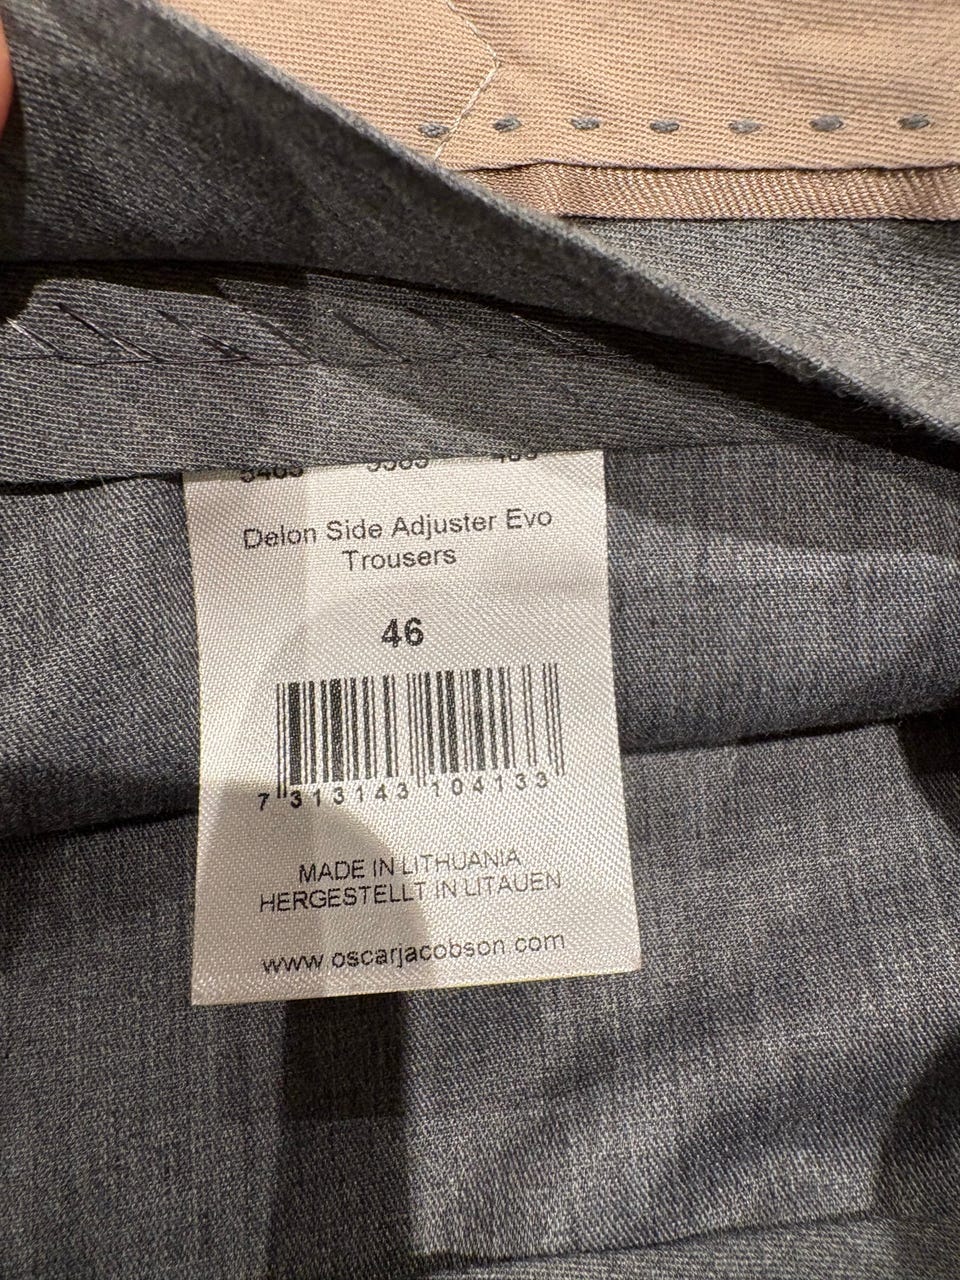 Delon Side Adjuster Evo
Trousers
46
7 313143 104133
MADE IN LITHUANIA
HERGESTELLT IN LITAUEN
www.oscarjacobson.com